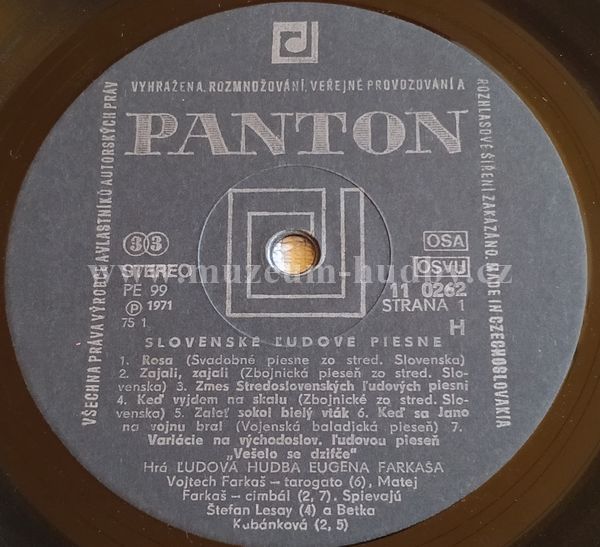 VŠECHNA PRÁVA VÝROBCE A VLASTNÍKŮ AUTORSKÝCH PRÁV
VYHRAŽENA. ROZMNOŽOVÁNÍ, VEŘEJNÉ PROVOZOVÁNÍ A
ROZHLASOVÉ ŠÍŘENÍ ZAKÁZÁNO. MADE IN CZECHOSLOVAKIA
PANTON
33
STEREO
PE 99
Ⓟ 1971
75 1
OSA
OSVU
11 0262
STRANA 1
H
www.muzeum-hudby.cz
SLOVENSKÉ ĽUDOVÉ PIESNE
1. Rosa (Svadobné piesne zo stred. Slovenska)
2. Zajali, zajali (Zbojnická pieseň zo stred. Slo-
venska) 3. Zmes Stredoslovenských ľudových piesní
4. Keď vyjdem na skalu (Zbojnické zo stred.
Slovenska) 5. Zaleť sokol bielý vták 6. Keď sa Jano
na vojnu bral (Vojenská baladická pieseň) 7.
Variácie na východoslov. ľudovou pieseň
„Vešelo se dzifče"
Hrá ĽUDOVÁ HUDBA EUGENA FARKAŠA
Vojtech Farkaš – tarogato (6), Matej
Farkaš – cimbál (2, 7). Spievajú
Štefan Lesay (4) a Betka
Kubánková (2, 5)